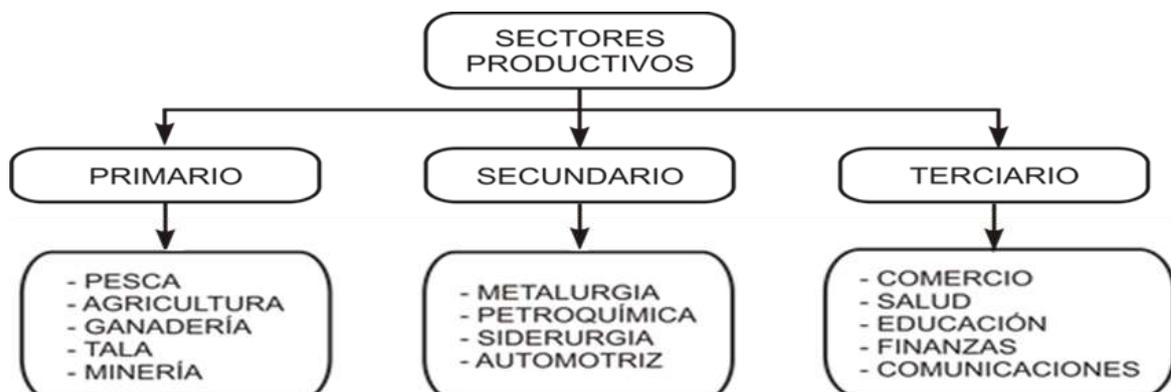 SECTORES
PRODUCTIVOS
PRIMARIO
SECUNDARIO
TERCIARIO
- PESCA
- AGRICULTURA
- GANADERÍA
- TALA
- MINERÍA
- METALURGIA
- PETROQUÍMICA
- SIDERURGIA
- AUTOMOTRIZ
- COMERCIO
- SALUD
- EDUCACIÓN
- FINANZAS
- COMUNICACIONES